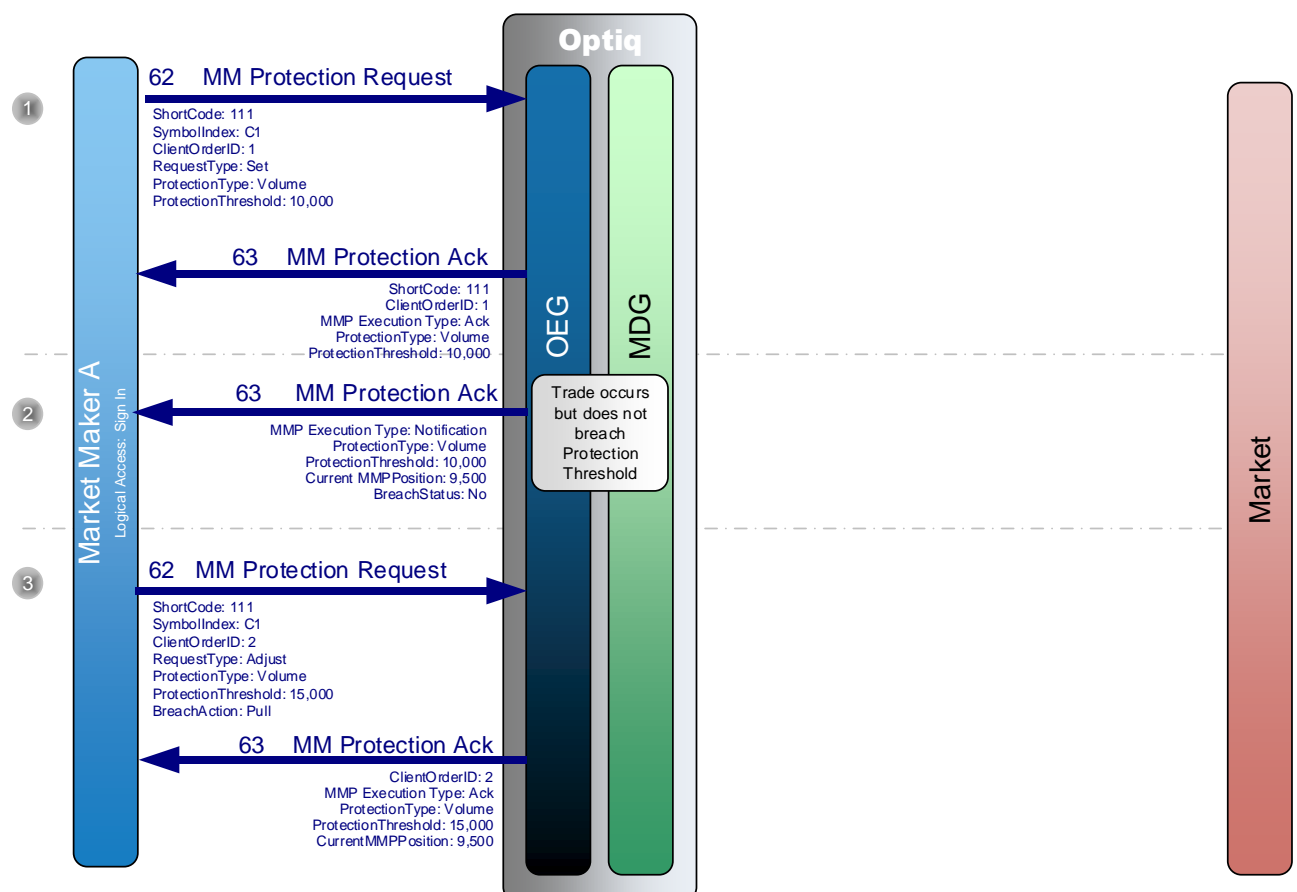 Optiq
1
62 MM Protection Request
ShortCode: 111
SymbolIndex: C1
ClientOrderID: 1
RequestType: Set
ProtectionType: Volume
ProtectionThreshold: 10,000
63 MM Protection Ack
ShortCode: 111
ClientOrderID: 1
MMP Execution Type: Ack
ProtectionType: Volume
ProtectionThreshold: 10,000
Market Maker A
Logical Access: Sign In
OEG
MDG
Market
2
63 MM Protection Ack
MMP Execution Type: Notification
ProtectionType: Volume
ProtectionThreshold: 10,000
Current MMPPosition: 9,500
BreachStatus: No
Trade occurs
but does not
breach
Protection
Threshold
3
62 MM Protection Request
ShortCode: 111
SymbolIndex: C1
ClientOrderID: 2
RequestType: Adjust
ProtectionType: Volume
ProtectionThreshold: 15,000
BreachAction: Pull
63 MM Protection Ack
ClientOrderID: 2
MMP Execution Type: Ack
ProtectionType: Volume
ProtectionThreshold: 15,000
CurrentMMPPosition: 9,500